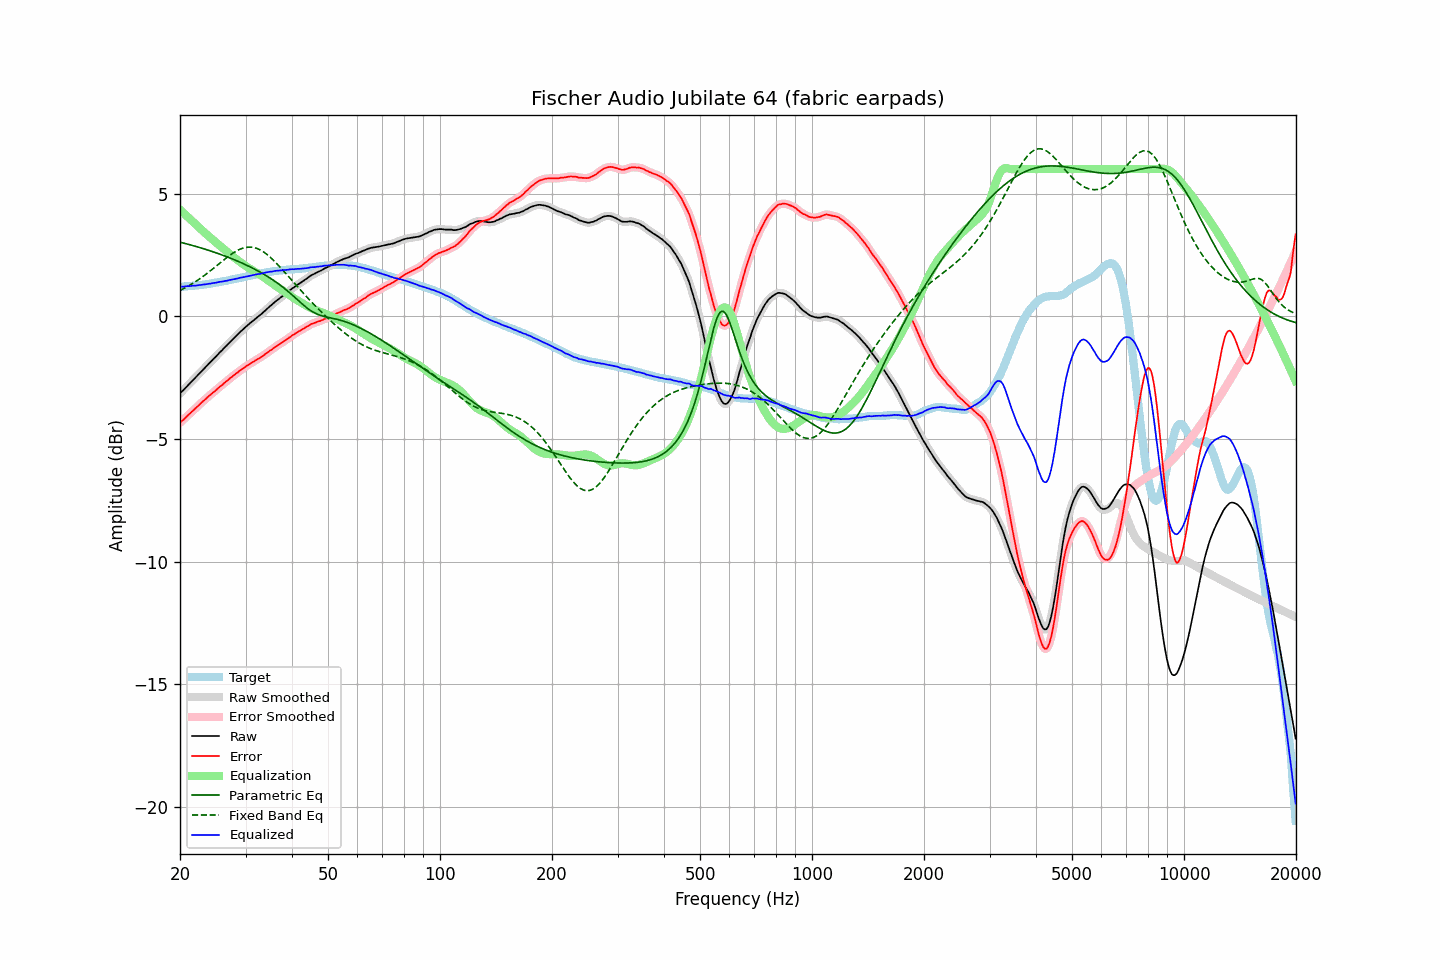 Fischer Audio Jubilate 64 (fabric earpads)
Amplitude (dBr)
5
0
−5
−10
−15
−20
Target
Raw Smoothed
Error Smoothed
Raw
Error
Equalization
Parametric Eq
Fixed Band Eq
Equalized
20 50 100 200 500 1000 2000 5000 10000 20000
Frequency (Hz)